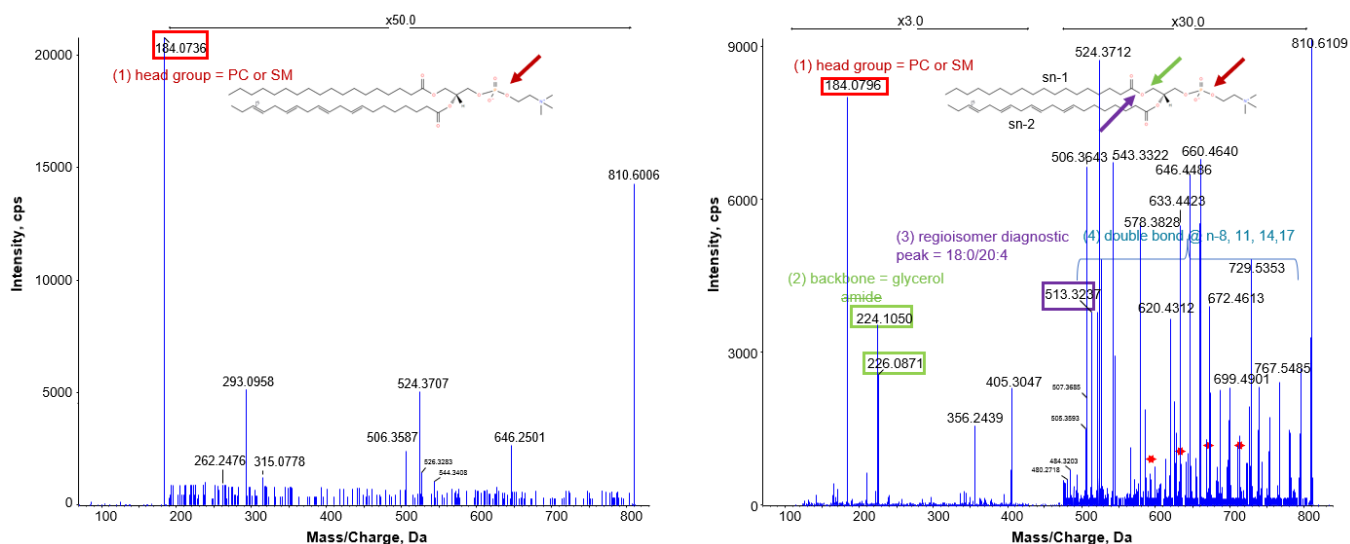 x50.0
20000
15000
10000
5000
0
Intensity, cps
184.0736
(1) head group = PC or SM
810.6006
293.0958
262.2476
315.0778
506.3587
524.3707
526.3283
544.3408
646.2501
100 200 300 400 500 600 700 800
Mass/Charge, Da
x3.0
x30.0
9000
6000
3000
0
Intensity, cps
(1) head group = PC or SM
184.0796
524.3712
810.6109
sn-1
sn-2
506.3643
543.3322
660.4640
646.4486
633.4423
578.3828
(3) regioisomer diagnostic
peak = 18:0/20:4
(4) double bond @ n-8, 11, 14,17
(2) backbone = glycerol
amide
513.3237
729.5353
620.4312
672.4613
224.1050
226.0871
767.5485
699.4901
405.3047
356.2439
507.3685
505.3593
484.3203
480.2718
100 200 300 400 500 600 700 800
Mass/Charge, Da